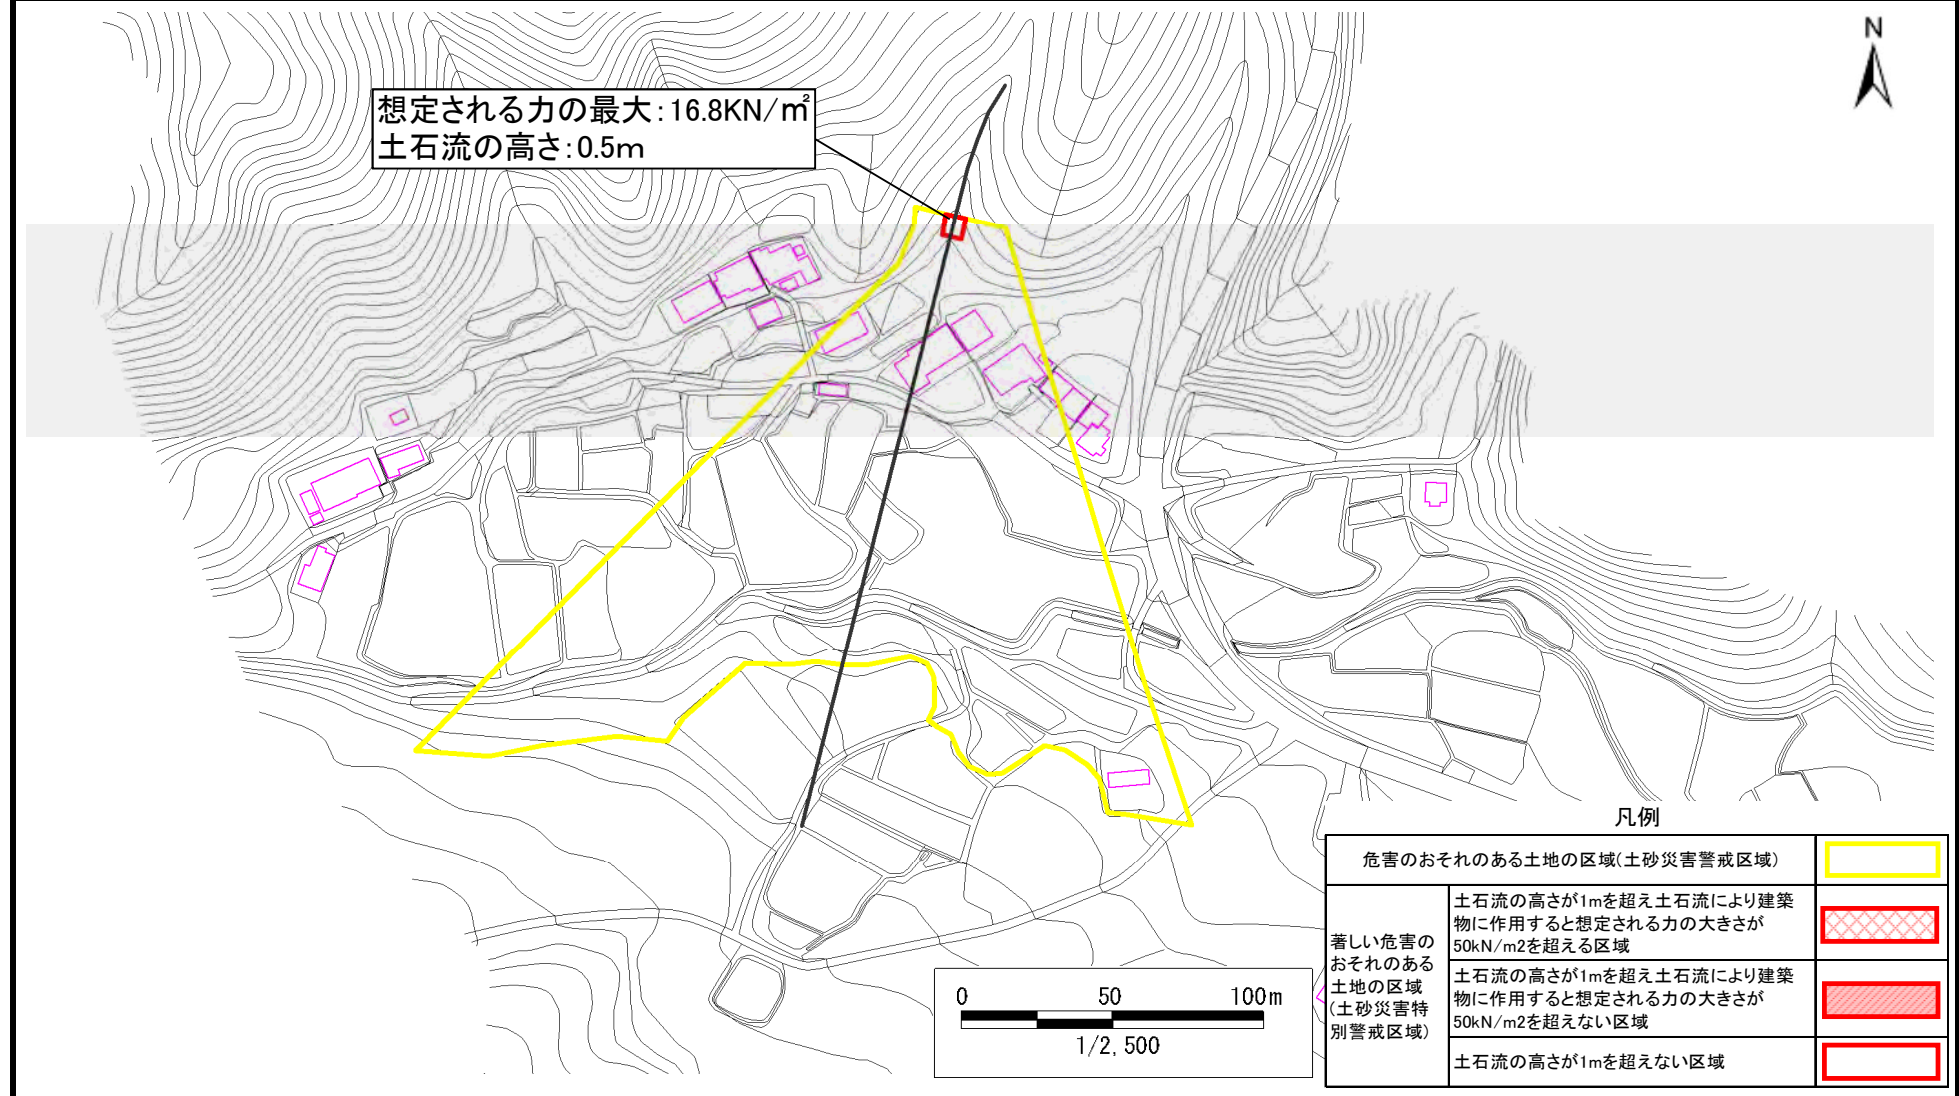 N
想定される力の最大:16.8KN/㎡
土石流の高さ:0.5m
凡例
危害のおそれのある土地の区域(土砂災害警戒区域)
著しい危害の
おそれのある
土地の区域
(土砂災害特
別警戒区域)
土石流の高さが1mを超え土石流により建築
物に作用すると想定される力の大きさが
50kN/m2を超える区域
土石流の高さが1mを超え土石流により建築
物に作用すると想定される力の大きさが
50kN/m2を超えない区域
土石流の高さが1mを超えない区域
0 50 100m
1/2,500